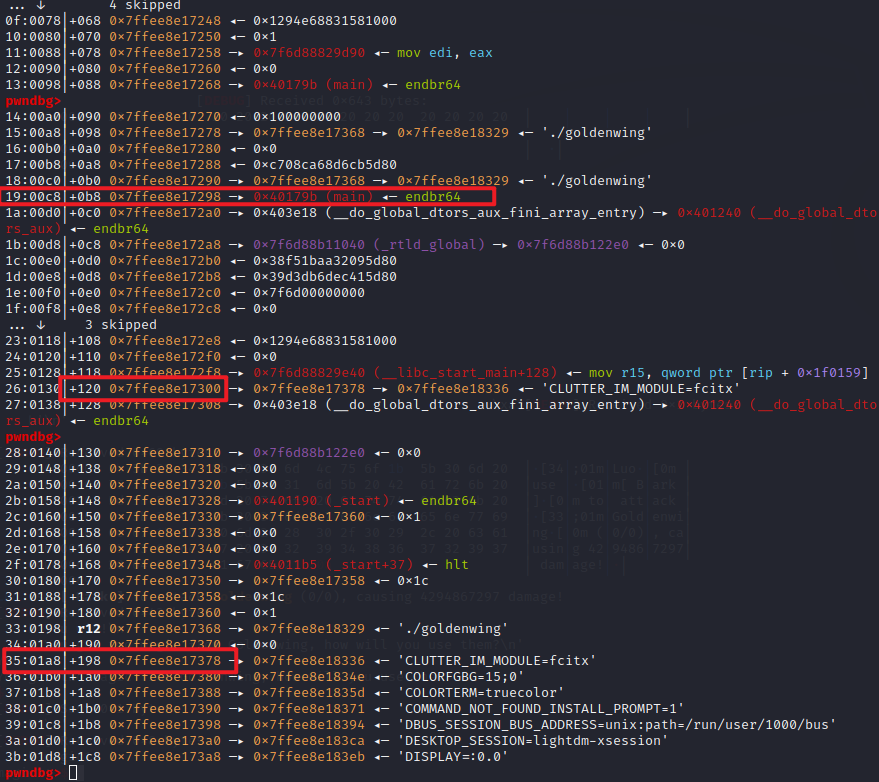 ... ↓ 4 skipped
0f:0078│+068 0×7ffee8e17248 ◂— 0×1294e68831581000
10:0080│+070 0×7ffee8e17250 ◂— 0×1
11:0088│+078 0×7ffee8e17258 —▸ 0×7f6d88829d90 ◂— mov edi, eax
12:0090│+080 0×7ffee8e17260 ◂— 0×0
13:0098│+088 0×7ffee8e17268 —▸ 0×40179b (main) ◂— endbr64
pwndbg>
14:00a0│+090 0×7ffee8e17270 ◂— 0×100000000
15:00a8│+098 0×7ffee8e17278 —▸ 0×7ffee8e17368 —▸ 0×7ffee8e18329 ◂— './goldenwing'
16:00b0│+0a0 0×7ffee8e17280 ◂— 0×0
17:00b8│+0a8 0×7ffee8e17288 ◂— 0×c708ca68d6cb5d80
18:00c0│+0b0 0×7ffee8e17290 —▸ 0×7ffee8e17368 —▸ 0×7ffee8e18329 ◂— './goldenwing'
19:00c8│+0b8 0×7ffee8e17298 —▸ 0×40179b (main) ◂— endbr64
1a:00d0│+0c0 0×7ffee8e172a0 —▸ 0×403e18 (__do_global_dtors_aux_fini_array_entry) —▸ 0×401240 (__do_global_dto
rs_aux) ◂— endbr64
1b:00d8│+0c8 0×7ffee8e172a8 —▸ 0×7f6d88b11040 (_rtld_global) —▸ 0×7f6d88b122e0 ◂— 0×0
1c:00e0│+0d0 0×7ffee8e172b0 ◂— 0×38f51baa32095d80
1d:00e8│+0d8 0×7ffee8e172b8 ◂— 0×39d3db6dec415d80
1e:00f0│+0e0 0×7ffee8e172c0 ◂— 0×7f6d00000000
1f:00f8│+0e8 0×7ffee8e172c8 ◂— 0×0
... ↓ 3 skipped
23:0118│+108 0×7ffee8e172e8 ◂— 0×1294e68831581000
24:0120│+110 0×7ffee8e172f0 ◂— 0×0
25:0128│+118 0×7ffee8e172f8 —▸ 0×7f6d88829e40 (__libc_start_main+128) ◂— mov r15, qword ptr [rip + 0×1f0159]
26:0130│+120 0×7ffee8e17300 —▸ 0×7ffee8e17378 —▸ 0×7ffee8e18336 ◂— 'CLUTTER_IM_MODULE=fcitx'
27:0138│+128 0×7ffee8e17308 —▸ 0×403e18 (__do_global_dtors_aux_fini_array_entry) —▸ 0×401240 (__do_global_dto
rs_aux) ◂— endbr64
pwndbg>
28:0140│+130 0×7ffee8e17310 —▸ 0×7f6d88b122e0 ◂— 0×0
29:0148│+138 0×7ffee8e17318 ◂— 0×0
2a:0150│+140 0×7ffee8e17320 ◂— 0×0
2b:0158│+148 0×7ffee8e17328 —▸ 0×401190 (_start) ◂— endbr64
2c:0160│+150 0×7ffee8e17330 —▸ 0×7ffee8e17360 ◂— 0×1
2d:0168│+158 0×7ffee8e17338 ◂— 0×0
2e:0170│+160 0×7ffee8e17340 ◂— 0×0
2f:0178│+168 0×7ffee8e17348 —▸ 0×4011b5 (_start+37) ◂— hlt
30:0180│+170 0×7ffee8e17350 —▸ 0×7ffee8e17358 ◂— 0×1c
31:0188│+178 0×7ffee8e17358 ◂— 0×1c
32:0190│+180 0×7ffee8e17360 ◂— 0×1
33:0198│ r12 0×7ffee8e17368 —▸ 0×7ffee8e18329 ◂— './goldenwing'
34:01a0│+190 0×7ffee8e17370 ◂— 0×0
35:01a8│+198 0×7ffee8e17378 —▸ 0×7ffee8e18336 ◂— 'CLUTTER_IM_MODULE=fcitx'
36:01b0│+1a0 0×7ffee8e17380 —▸ 0×7ffee8e1834e ◂— 'COLORFGBG=15;0'
37:01b8│+1a8 0×7ffee8e17388 —▸ 0×7ffee8e1835d ◂— 'COLORTERM=truecolor'
38:01c0│+1b0 0×7ffee8e17390 —▸ 0×7ffee8e18371 ◂— 'COMMAND_NOT_FOUND_INSTALL_PROMPT=1'
39:01c8│+1b8 0×7ffee8e17398 —▸ 0×7ffee8e18394 ◂— 'DBUS_SESSION_BUS_ADDRESS=unix:path=/run/user/1000/bus'
3a:01d0│+1c0 0×7ffee8e173a0 —▸ 0×7ffee8e183ca ◂— 'DESKTOP_SESSION=lightdm-xsession'
3b:01d8│+1c8 0×7ffee8e173a8 —▸ 0×7ffee8e183eb ◂— 'DISPLAY=:0.0'
pwndbg>